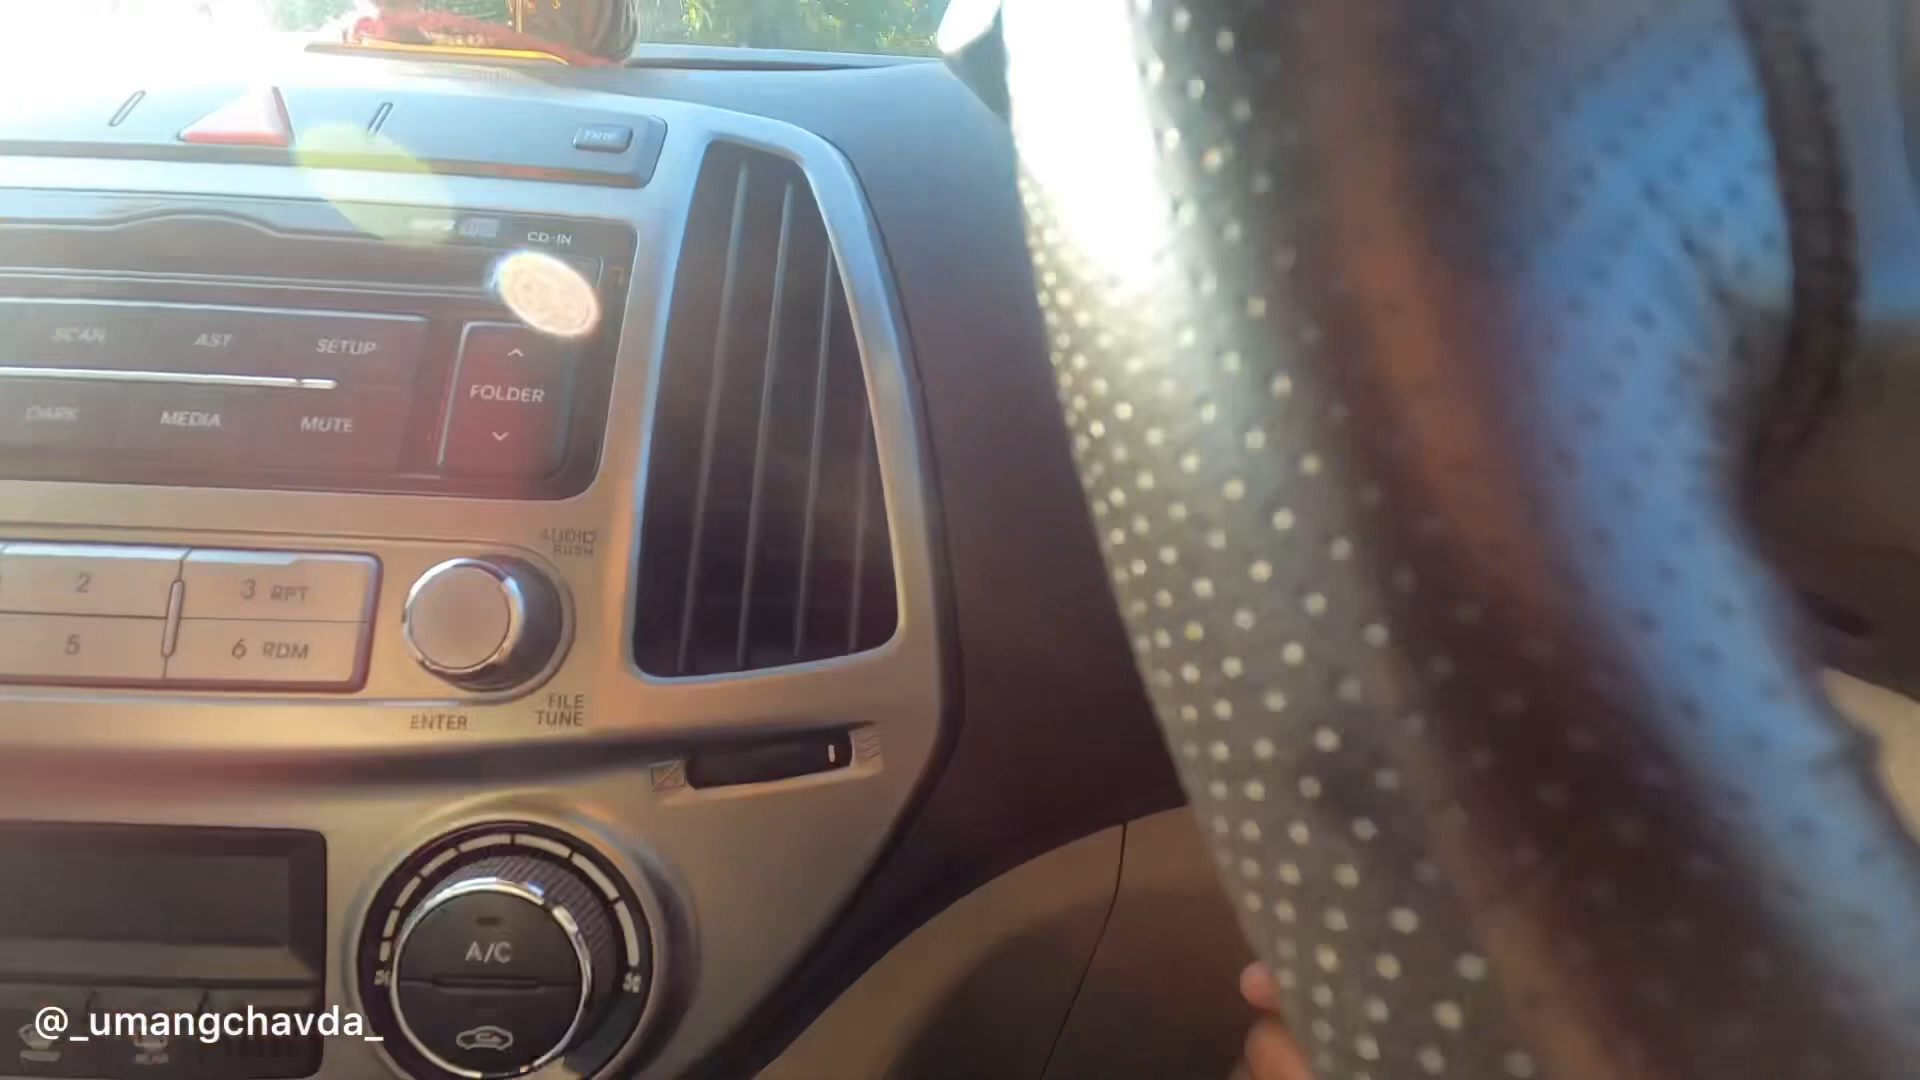 TRIP
CD-IN
SCAN AST SETUP
FOLDER
DARK MEDIA MUTE
AUDIO
PUSH
2 3 RPT
5 6 RDM
FILE
TUNE
ENTER
A/C
REAR
@_umangchavda_